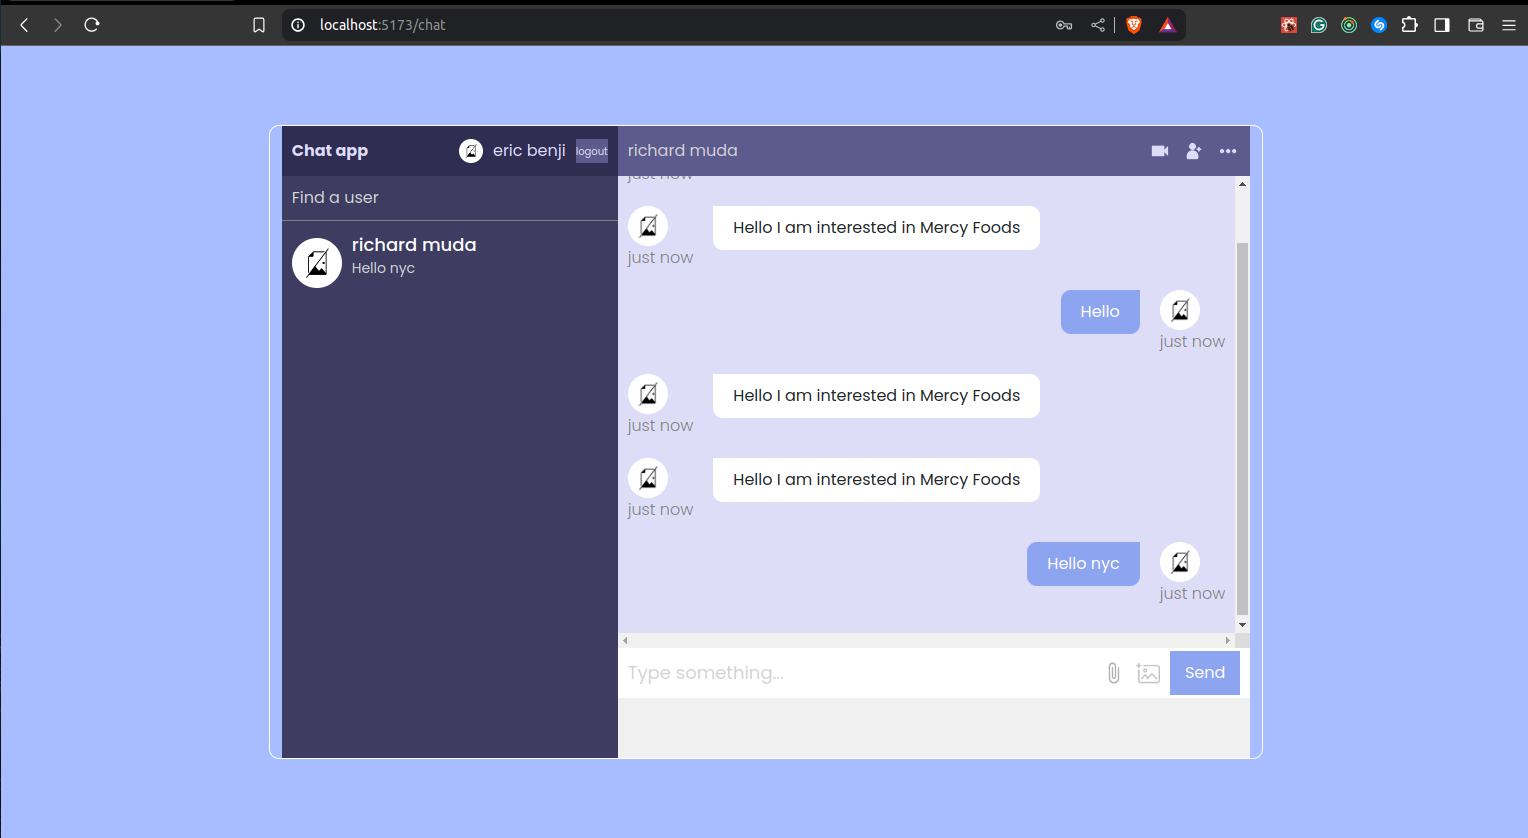 localhost:5173/chat
Chat app
eric benji
logout
Find a user
richard muda
Hello nyc
richard muda
just now
Hello I am interested in Mercy Foods
just now
Hello
just now
Hello I am interested in Mercy Foods
just now
Hello I am interested in Mercy Foods
just now
Hello nyc
just now
Type something...
Send